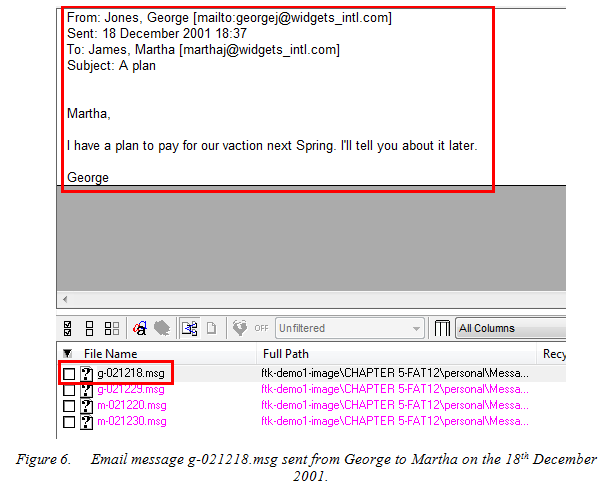 From: Jones, George [mailto:georgej@widgets_intl.com]
Sent: 18 December 2001 18:37
To: James, Martha [marthaj@widgets_intl.com]
Subject: A plan
Martha,
I have a plan to pay for our vaction next Spring. I'll tell you about it later.
George
OFF Unfiltered All Columns
File Name Full Path Recy
g-021218.msg ftk-demo1-image\CHAPTER 5-FAT12\personal\Messa...
g-021229.msg ftk-demo1-image\CHAPTER 5-FAT12\personal\Messa...
m-021220.msg ftk-demo1-image\CHAPTER 5-FAT12\personal\Messa...
m-021230.msg ftk-demo1-image\CHAPTER 5-FAT12\personal\Messa...
Figure 6. Email message g-021218.msg sent from George to Martha on the 18th December
2001.